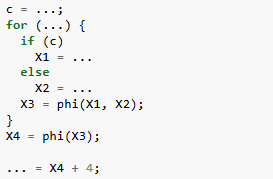 c = ...;
for (...) {
  if (c)
    X1 = ...
  else
    X2 = ...
  X3 = phi(X1, X2);
}
X4 = phi(X3);

... = X4 + 4;